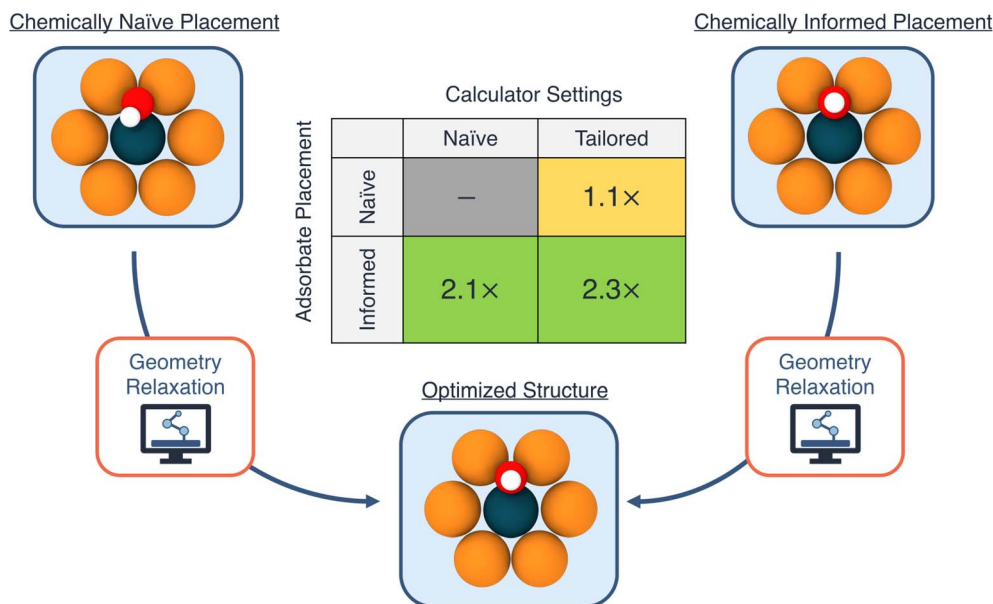 Chemically Naïve Placement
Chemically Informed Placement
Calculator Settings
Naïve
Tailored
Adsorbate Placement
Naïve
–
1.1×
Informed
2.1×
2.3×
Geometry
Relaxation
Geometry
Relaxation
Optimized Structure